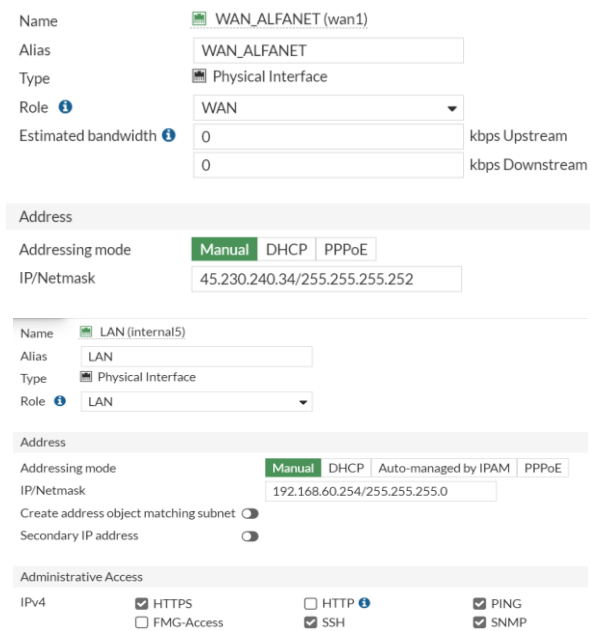 Name WAN_ALFANET (wan1)
Alias WAN_ALFANET
Type Physical Interface
Role WAN
Estimated bandwidth 0 kbps Upstream
0 kbps Downstream
Address
Addressing mode Manual DHCP PPPoE
IP/Netmask 45.230.240.34/255.255.255.252
Name LAN (internal5)
Alias LAN
Type Physical Interface
Role LAN
Address
Addressing mode Manual DHCP Auto-managed by IPAM PPPoE
IP/Netmask 192.168.60.254/255.255.255.0
Create address object matching subnet
Secondary IP address
Administrative Access
IPv4 HTTPS HTTP PING
FMG-Access SSH SNMP